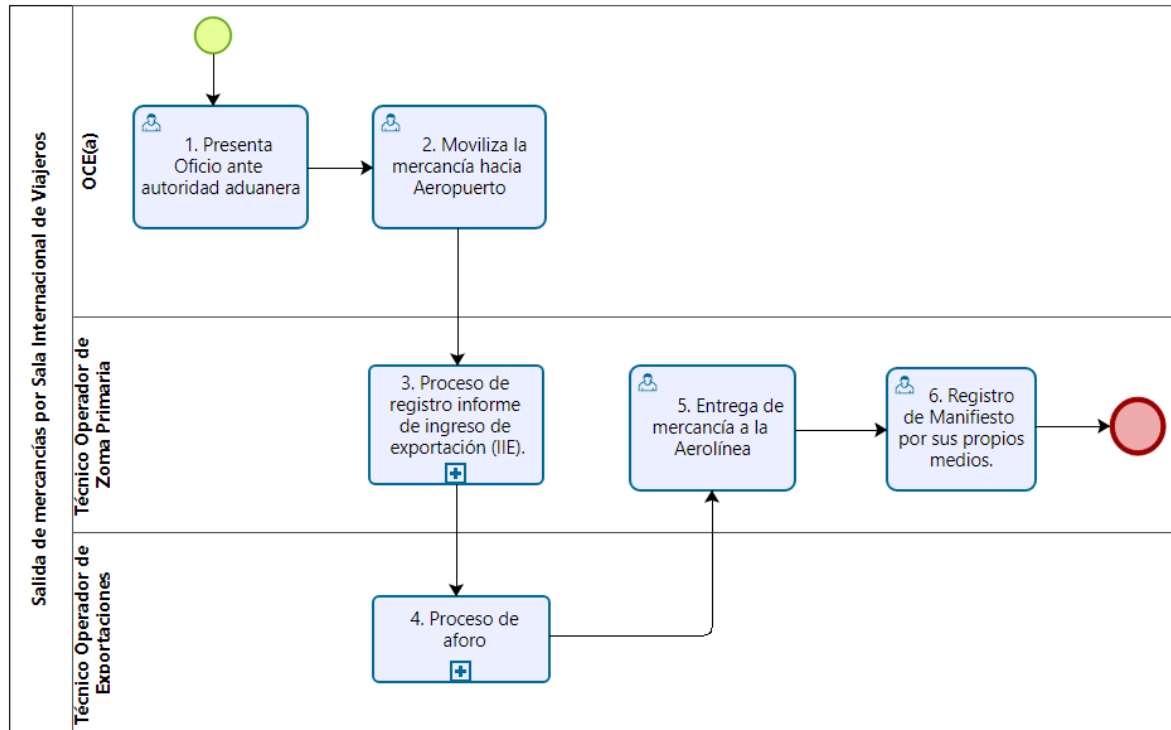 Salida de mercancías por Sala Internacional de Viajeros
OCE(a)
1. Presenta
Oficio ante
autoridad aduanera
2. Moviliza la
mercancía hacia
Aeropuerto
Técnico Operador de
Zoma Primaria
3. Proceso de
registro informe
de ingreso de
exportación (IIE).
5. Entrega de
mercancía a la
Aerolínea
6. Registro
de Manifiesto
por sus propios
medios.
Técnico Operador de
Exportaciones
4. Proceso de
aforo